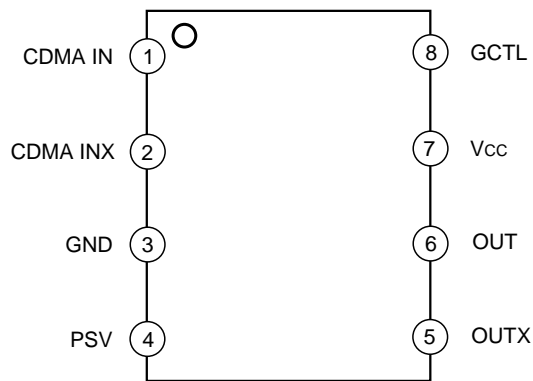 CDMA IN 1 8 GCTL
CDMA INX 2 7 Vcc
GND 3 6 OUT
PSV 4 5 OUTX